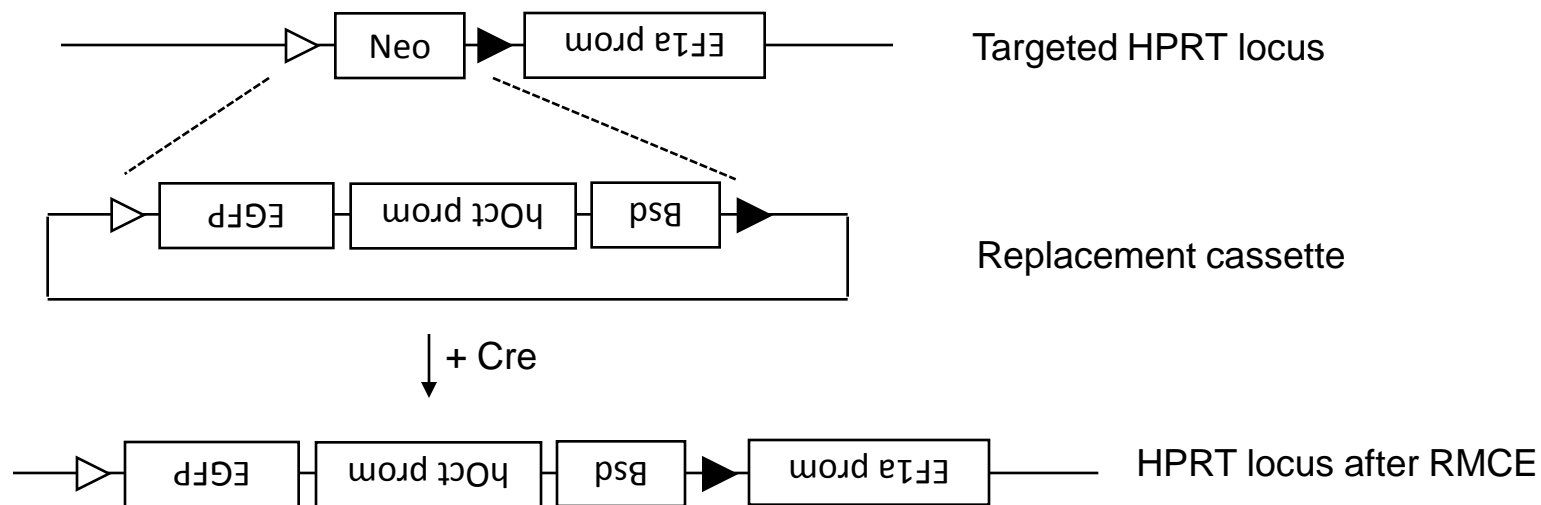 Neo
EF1a prom
Targeted HPRT locus
EGFP
hOct prom
Bsd
Replacement cassette
+ Cre
EGFP
hOct prom
Bsd
EF1a prom
HPRT locus after RMCE